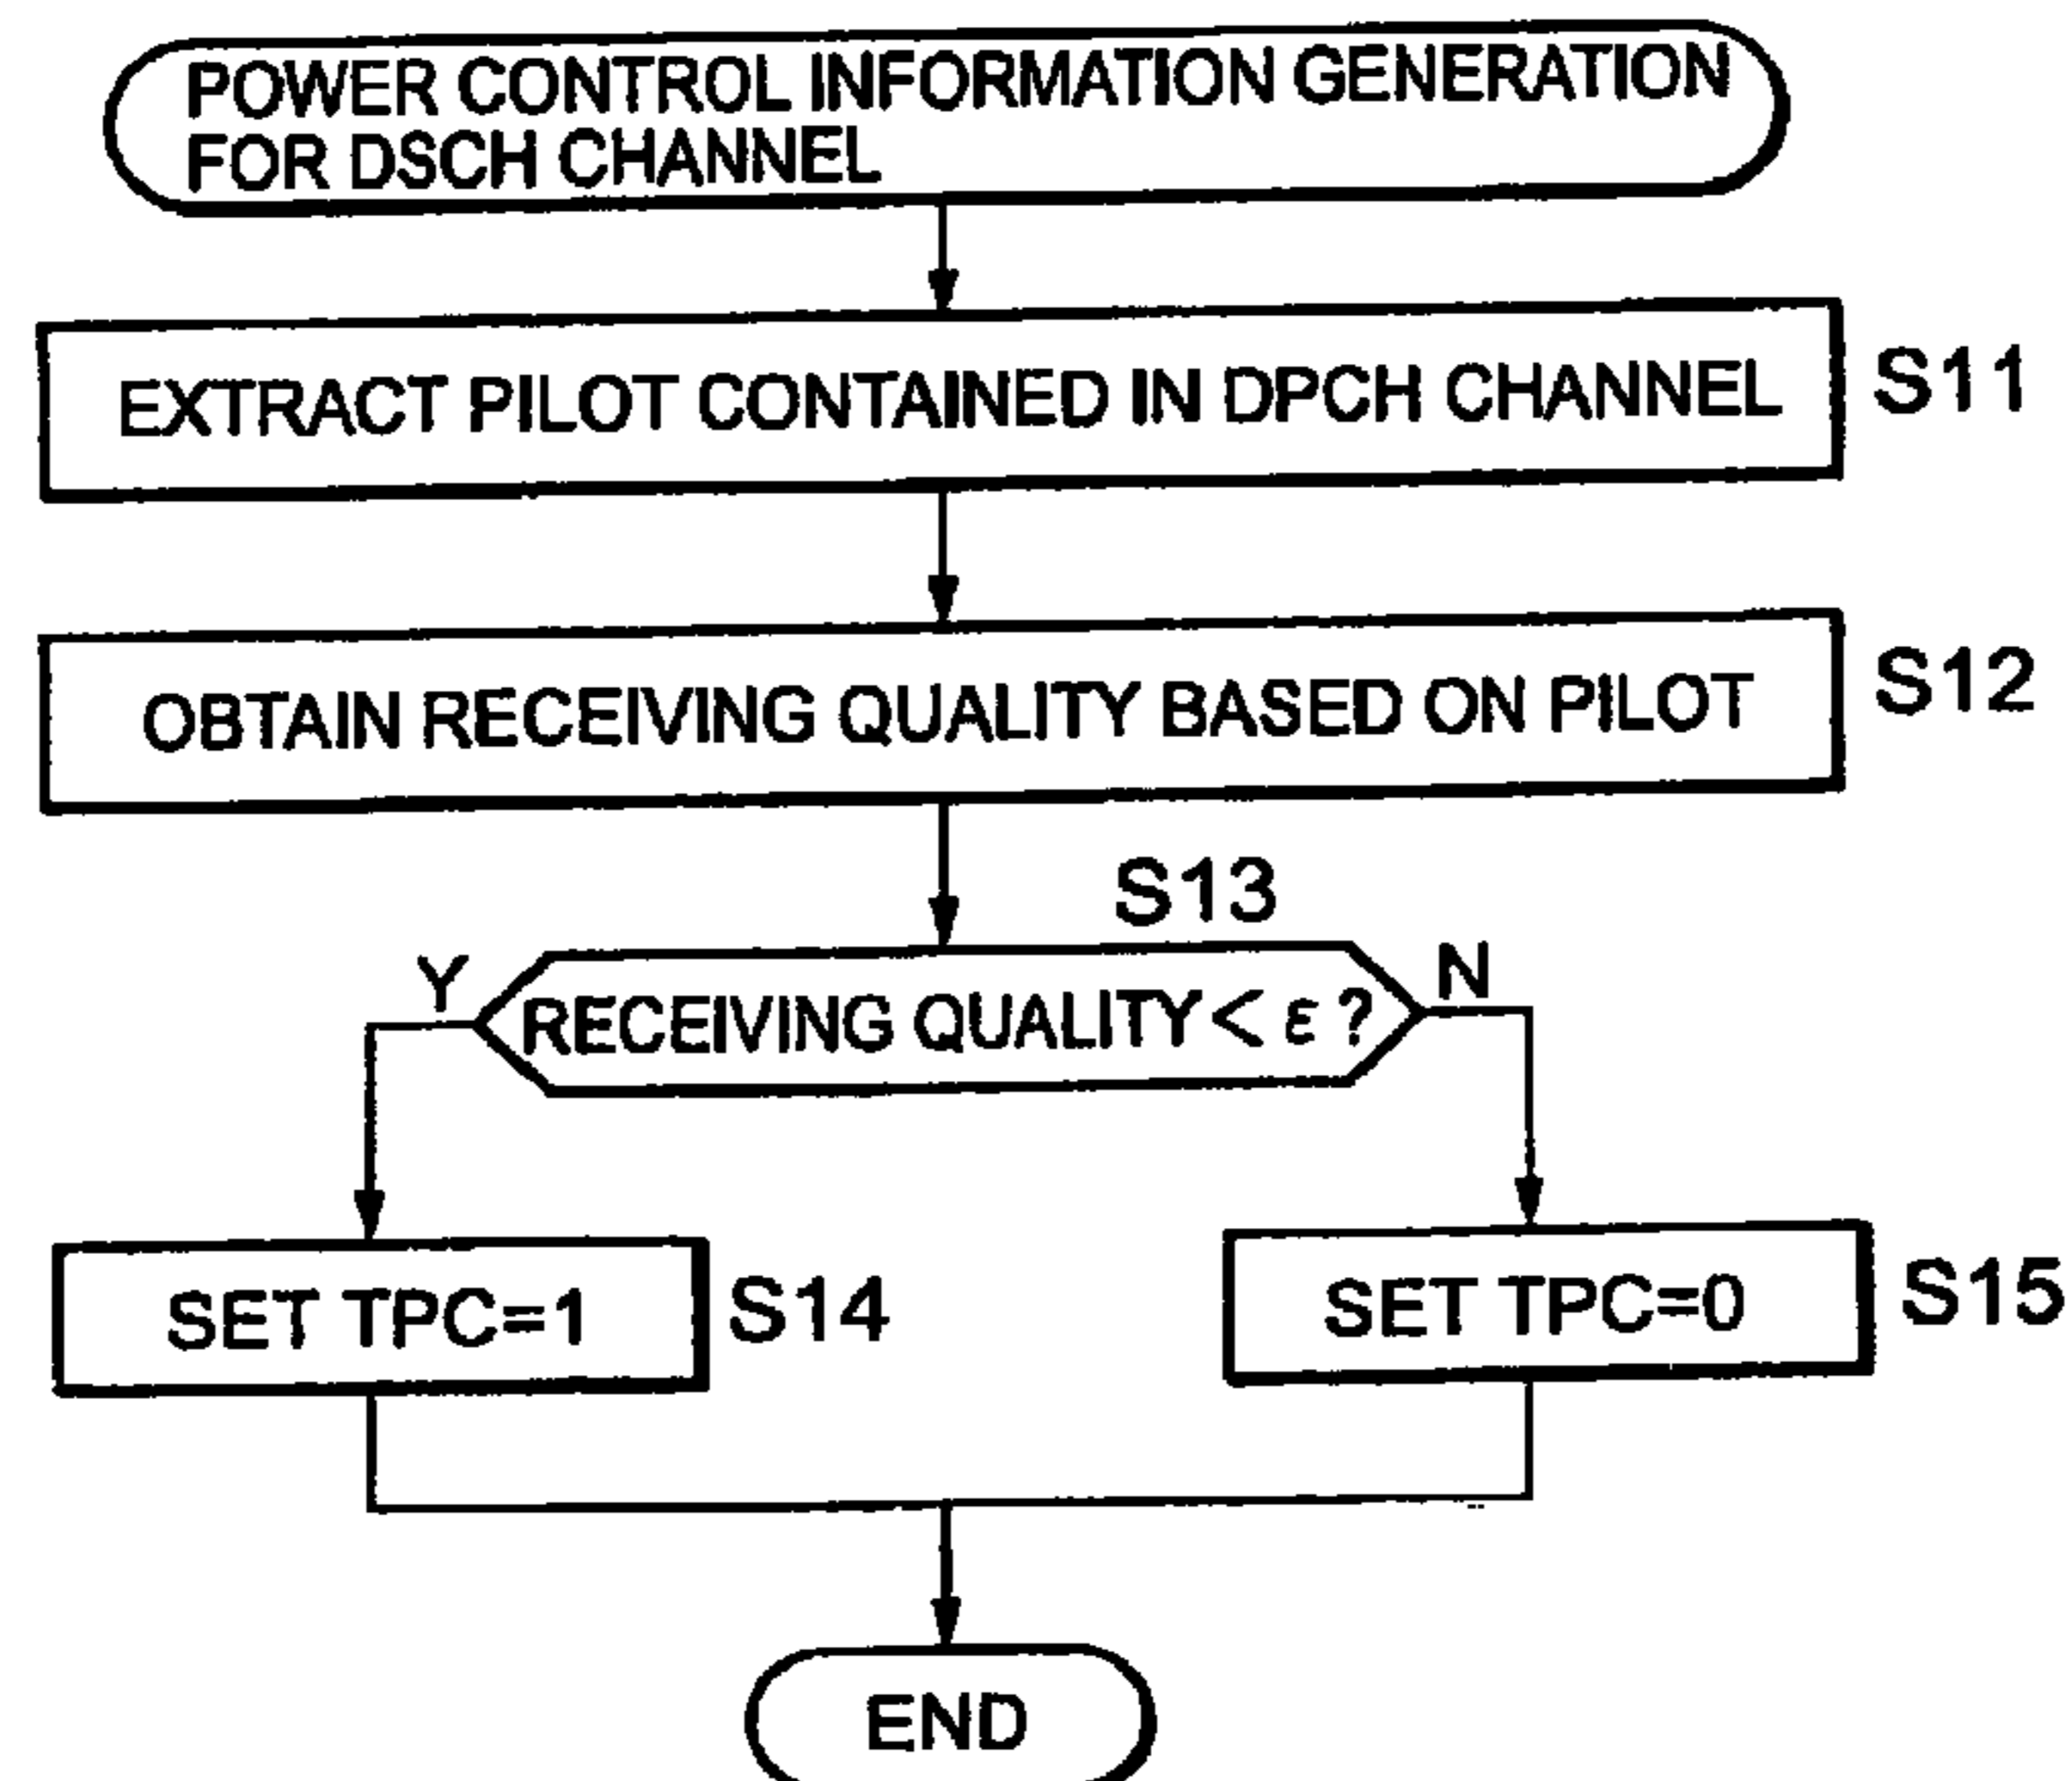 POWER CONTROL INFORMATION GENERATION
FOR DSCH CHANNEL
EXTRACT PILOT CONTAINED IN DPCH CHANNEL
S11
OBTAIN RECEIVING QUALITY BASED ON PILOT
S12
S13
Y
RECEIVING QUALITY < ε ?
N
SET TPC=1
S14
SET TPC=0
S15
END